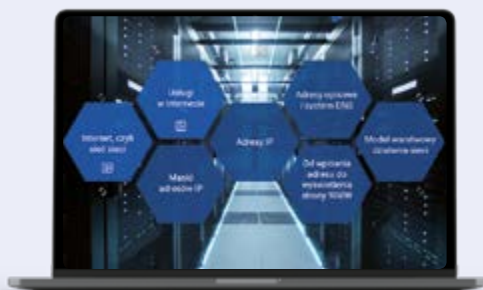 Internet, czyli
sieć sieci
Usługi
w internecie
Maski
adresów IP
Adresy IP
Adresy opisowe
i system DNS
Od wpisania
adresu do
wyświetlenia
strony WWW
Model warstwowy
działania sieci